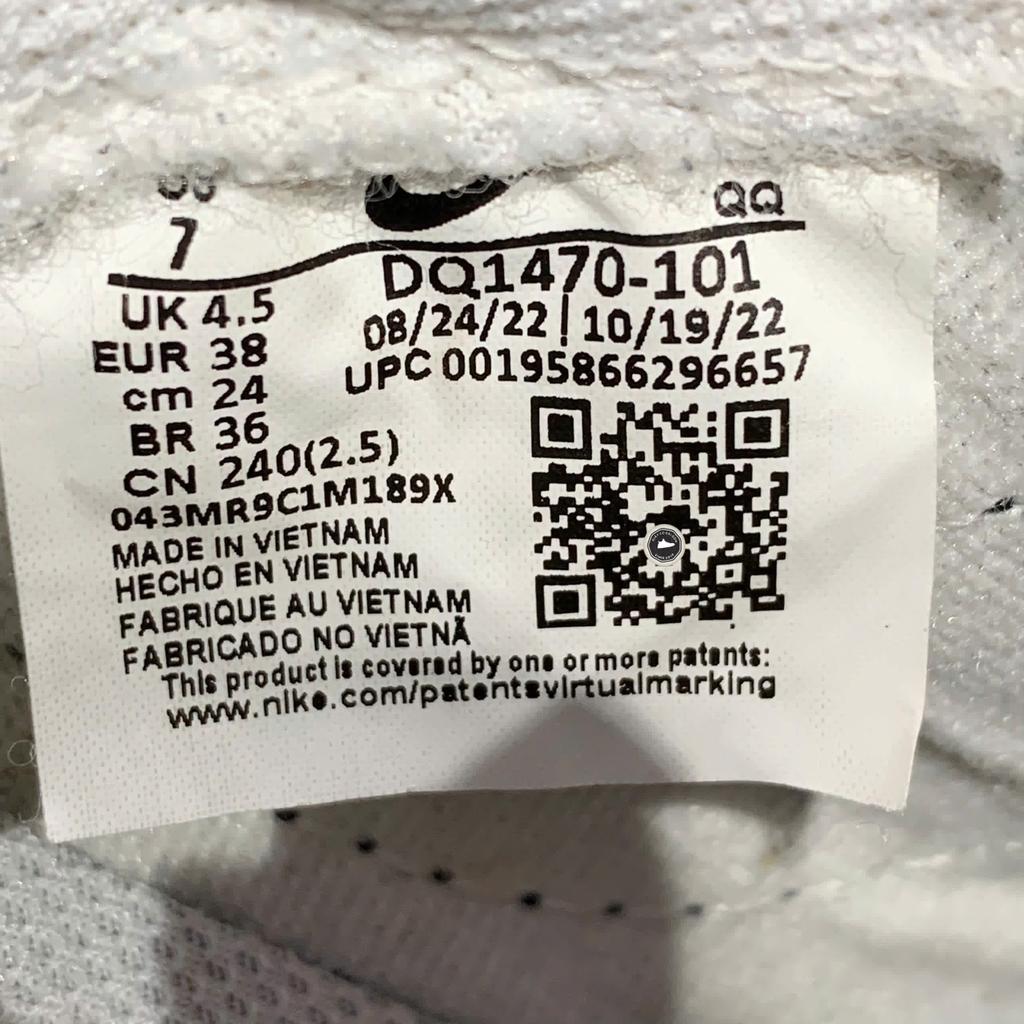 US QQ
7
DQ1470-101
UK 4.5 08/24/22 | 10/19/22
EUR 38 UPC 00195866296657
cm 24
BR 36
CN 240(2.5)
043MR9C1M189X
MADE IN VIETNAM
HECHO EN VIETNAM
FABRIQUE AU VIETNAM
FABRICADO NO VIETNÃ
This product is covered by one or more patents:
www.nike.com/patentsvirtualmarking